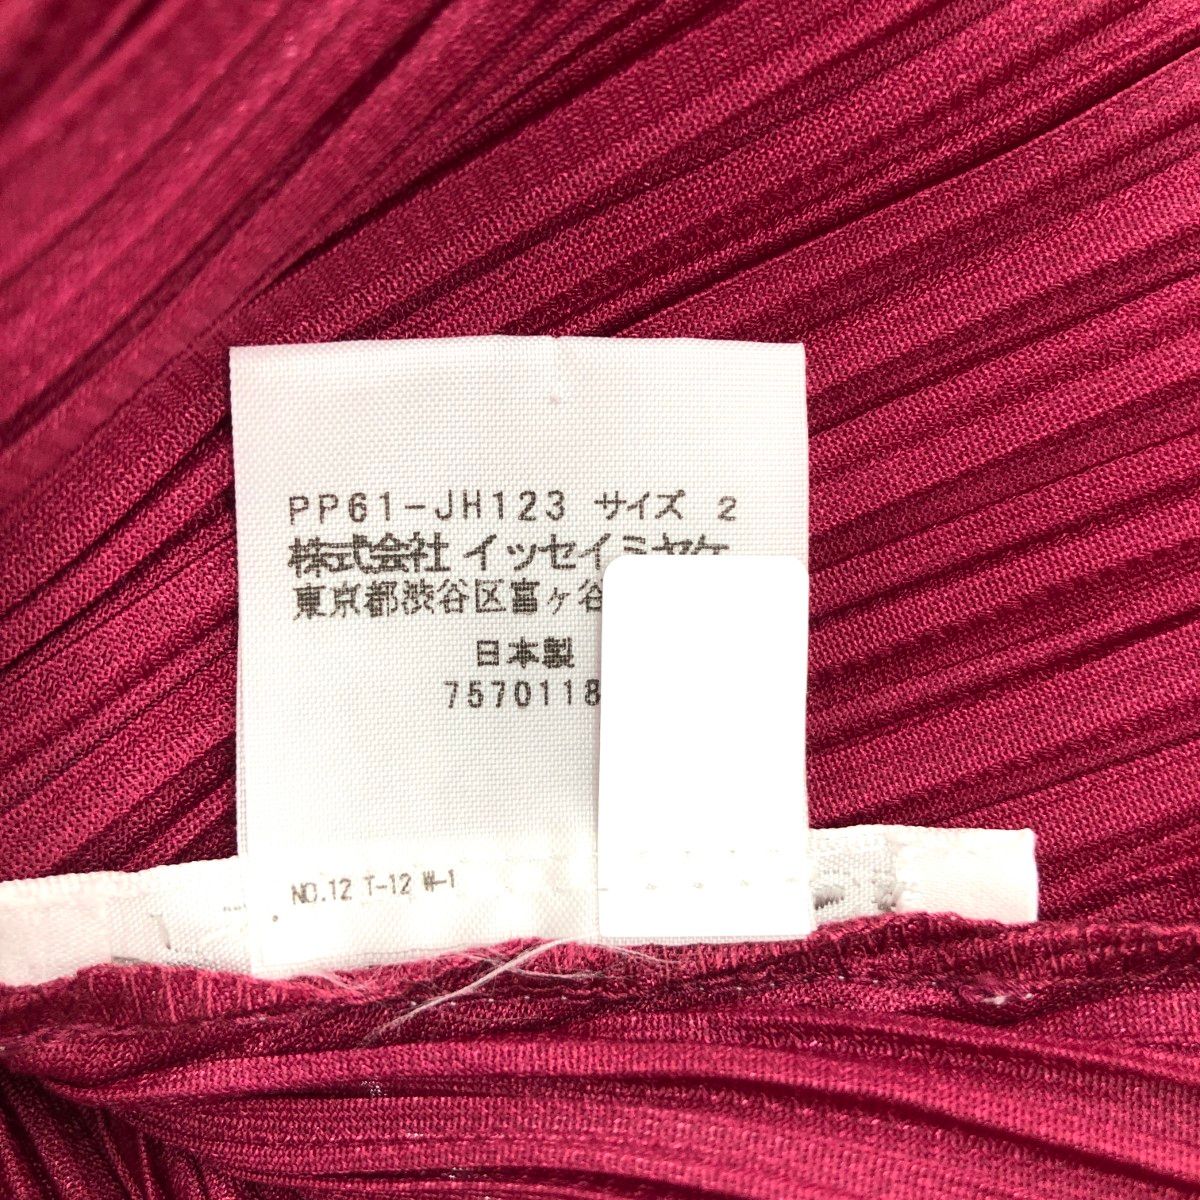 PP61-JH123 サイズ 2
株式会社 イッセイミヤケ
東京都渋谷区富ヶ谷
日本製
7570118
NO.12 T-12 W-1